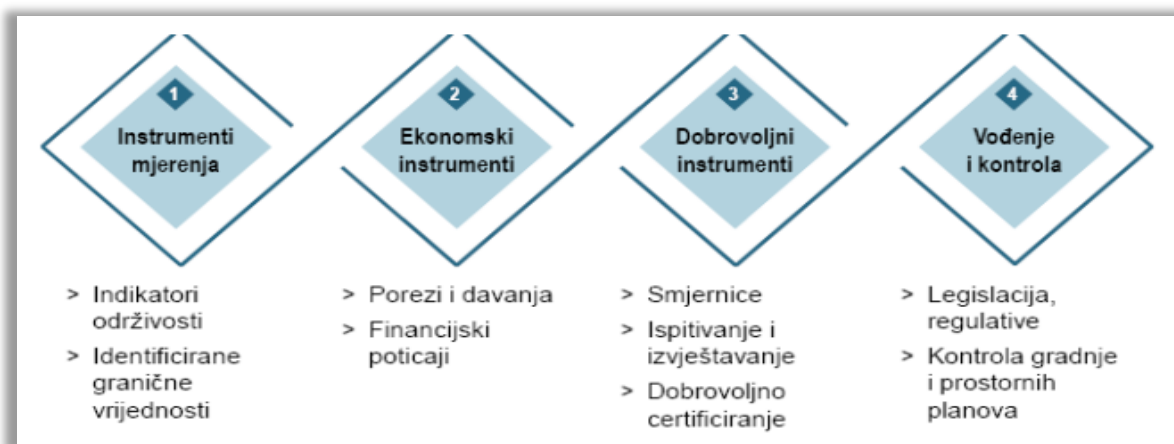 1
Instrumenti
mjerenja
> Indikatori
održivosti
> Identificirane
granične
vrijednosti
2
Ekonomski
instrumenti
> Porezi i davanja
> Financijski
poticaji
3
Dobrovoljni
instrumenti
> Smjernice
> Ispitivanje i
izvještavanje
> Dobrovoljno
certificiranje
4
Vođenje
i kontrola
> Legislacija,
regulative
> Kontrola gradnje
i prostornih
planova